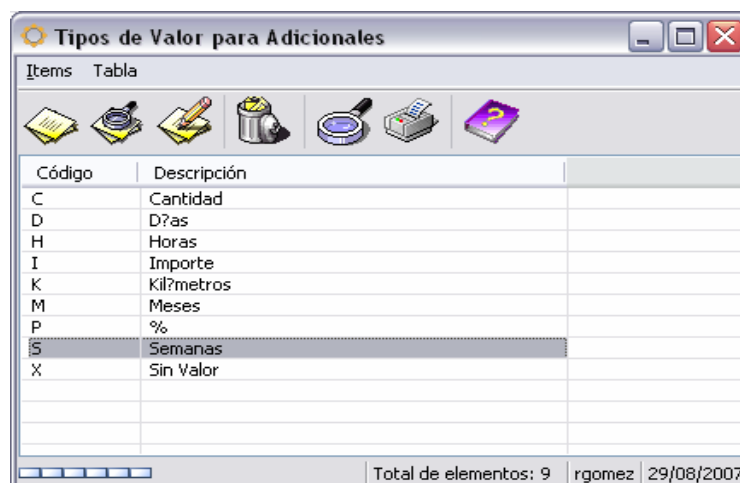 Tipos de Valor para Adicionales
Items Tabla
Código Descripción
C Cantidad
D D?as
H Horas
I Importe
K Kil?metros
M Meses
P %
S Semanas
X Sin Valor
Total de elementos: 9 rgomez 29/08/2007